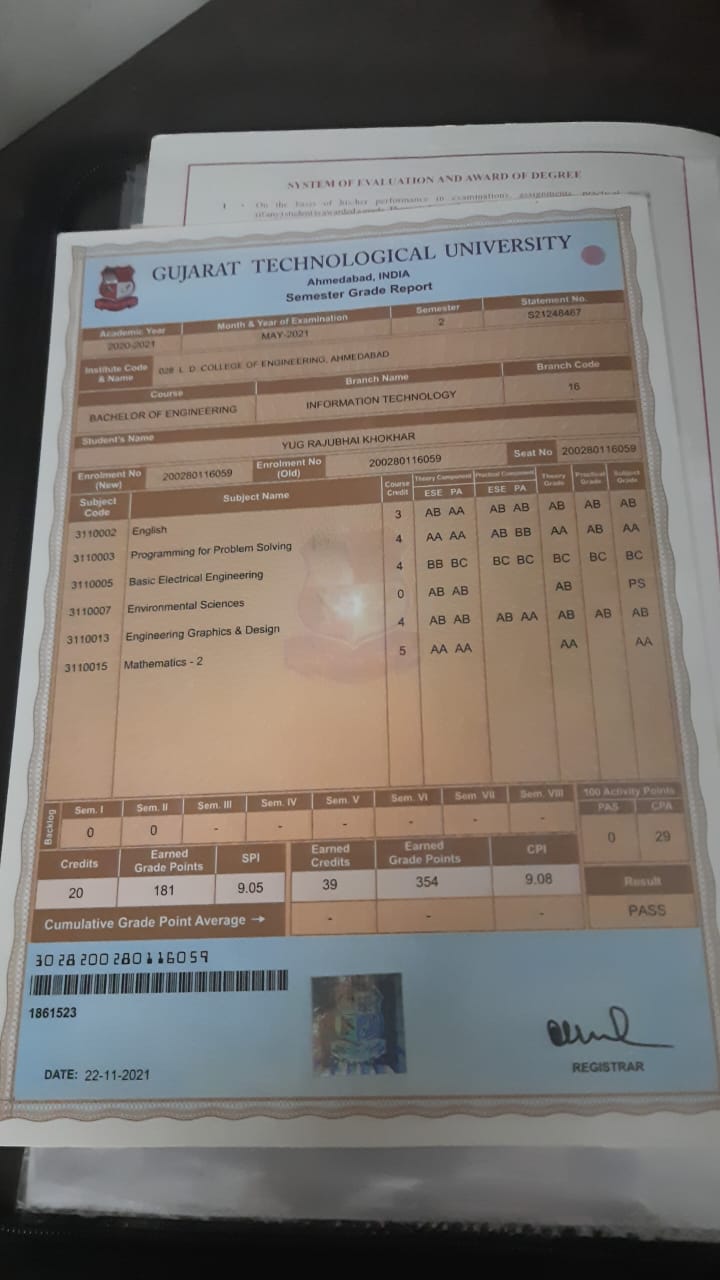 SYSTEM OF EVALUATION AND AWARD OF DEGREE
1 - On the basis of his/her performance in examinations, assignments, practical
GUJARAT TECHNOLOGICAL UNIVERSITY
Ahmedabad, INDIA
Semester Grade Report
Academic Year Month & Year of Examination Semester Statement No.
2020-2021 MAY-2021 2 S21248467
Institute Code & Name 028 L. D. COLLEGE OF ENGINEERING, AHMEDABAD
Course Branch Name Branch Code
BACHELOR OF ENGINEERING INFORMATION TECHNOLOGY 16
Student's Name YUG RAJUBHAI KHOKHAR
Enrolment No (New) 200280116059 Enrolment No (Old) 200280116059 Seat No 200280116059
Subject Code Subject Name Course Credit Theory Component ESE PA Practical Component ESE PA Theory Grade Practical Grade Subject Grade
3110002 English 3 AB AA AB AB AB AB AB
3110003 Programming for Problem Solving 4 AA AA AB BB AA AB AA
3110005 Basic Electrical Engineering 4 BB BC BC BC BC BC BC
3110007 Environmental Sciences 0 AB AB AB PS
3110013 Engineering Graphics & Design 4 AB AB AB AA AB AB AB
3110015 Mathematics - 2 5 AA AA AA AA
Backlog Sem. I Sem. II Sem. III Sem. IV Sem. V Sem. VI Sem. VII Sem. VIII 100 Activity Points
PAS CPA
0 0 - - - - - - 0 29
Credits Earned Grade Points SPI Earned Credits Earned Grade Points CPI Result
20 181 9.05 39 354 9.08 PASS
Cumulative Grade Point Average → - - -
3028200280116059
1861523
DATE: 22-11-2021
REGISTRAR